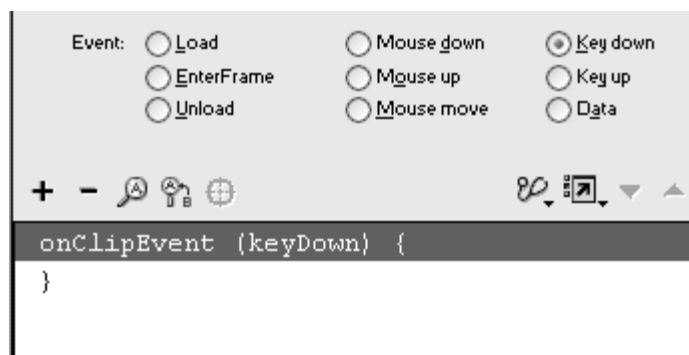 Event: Load Mouse down Key down
EnterFrame Mouse up Key up
Unload Mouse move Data
onClipEvent (keyDown) {
}